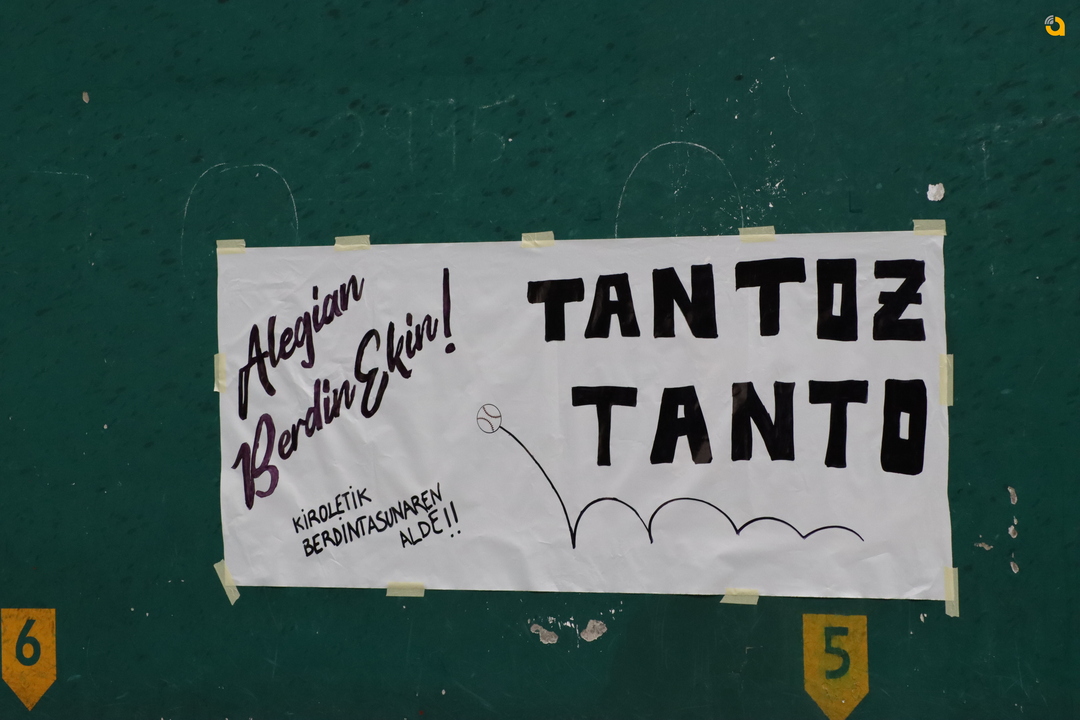 Alegian
Berdin Ekin!
KIROLETIK
BERDINTASUNAREN
ALDE!!
TANTOZ
TANTO
6
5